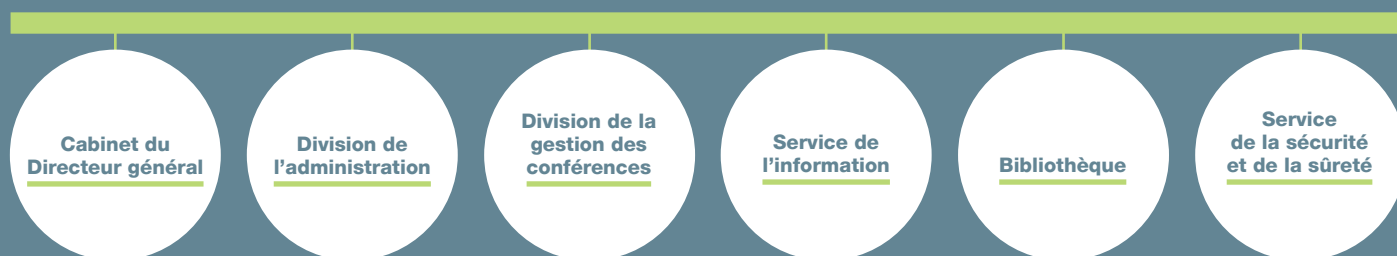 Cabinet du
Directeur général
Division de
l’administration
Division de la
gestion des
conférences
Service de
l’information
Bibliothèque
Service
de la sécurité
et de la sûreté